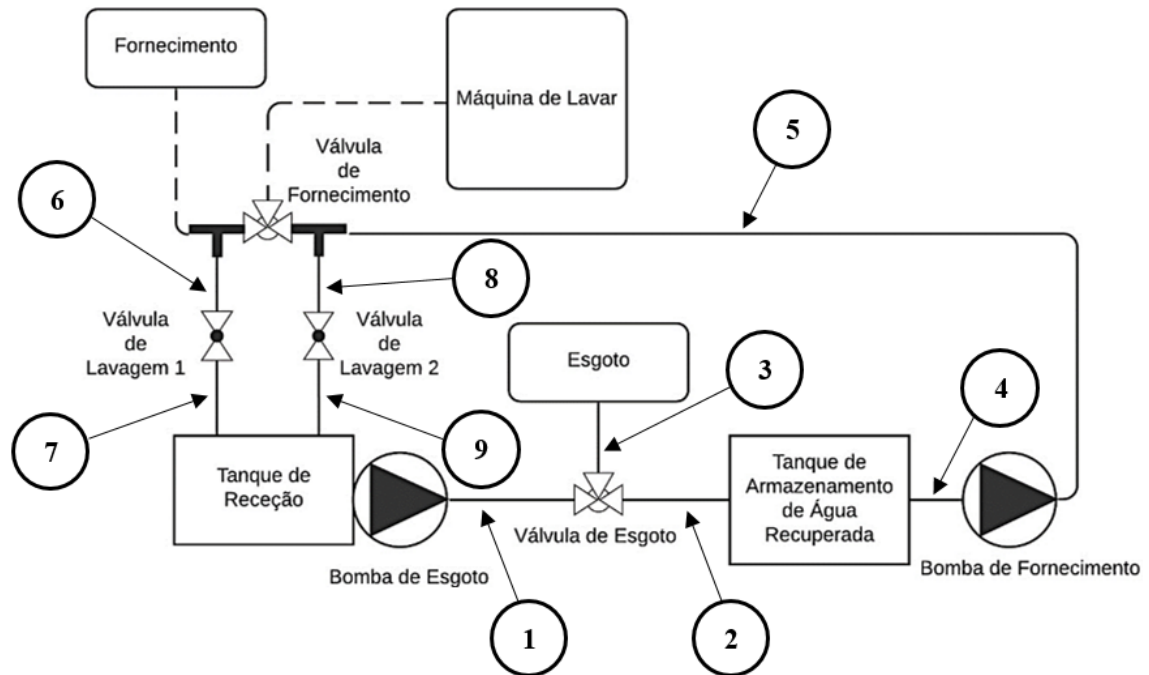 Fornecimento
Máquina de Lavar
5
Válvula
de
Fornecimento
6
8
Válvula
de
Lavagem 1
Válvula
de
Lavagem 2
Esgoto
3
4
7
9
Tanque de
Receção
Tanque de
Armazenamento
de Água
Recuperada
Válvula de Esgoto
Bomba de Esgoto
Bomba de Fornecimento
1
2